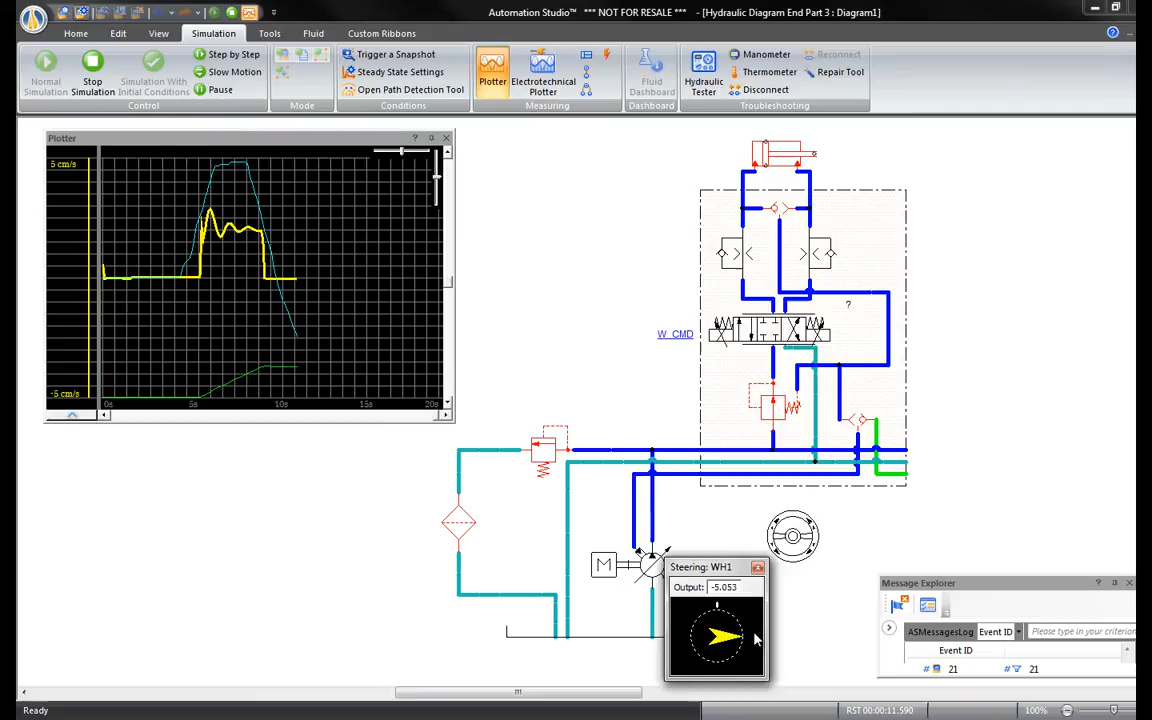 Automation Studio™ *** NOT FOR RESALE *** - [Hydraulic Diagram End Part 3 : Diagram1]
Home Edit View Simulation Tools Fluid Custom Ribbons
Normal Simulation
Stop Simulation
Simulation With Initial Conditions
Step by Step
Slow Motion
Pause
Control
Mode
Trigger a Snapshot
Steady State Settings
Open Path Detection Tool
Conditions
Plotter
Electrotechnical Plotter
Measuring
Fluid Dashboard
Dashboard
Hydraulic Tester
Manometer
Thermometer
Disconnect
Reconnect
Repair Tool
Troubleshooting
Plotter ?
5 cm/s
-5 cm/s
0s 5s 10s 15s 20s
?
W_CMD
M
Steering: WH1
Output: -5.053
Message Explorer ?
ASMessagesLog Event ID Please type your criterion
Event ID
# 21 # 21
Ready
RST 00:00:11.590 100%